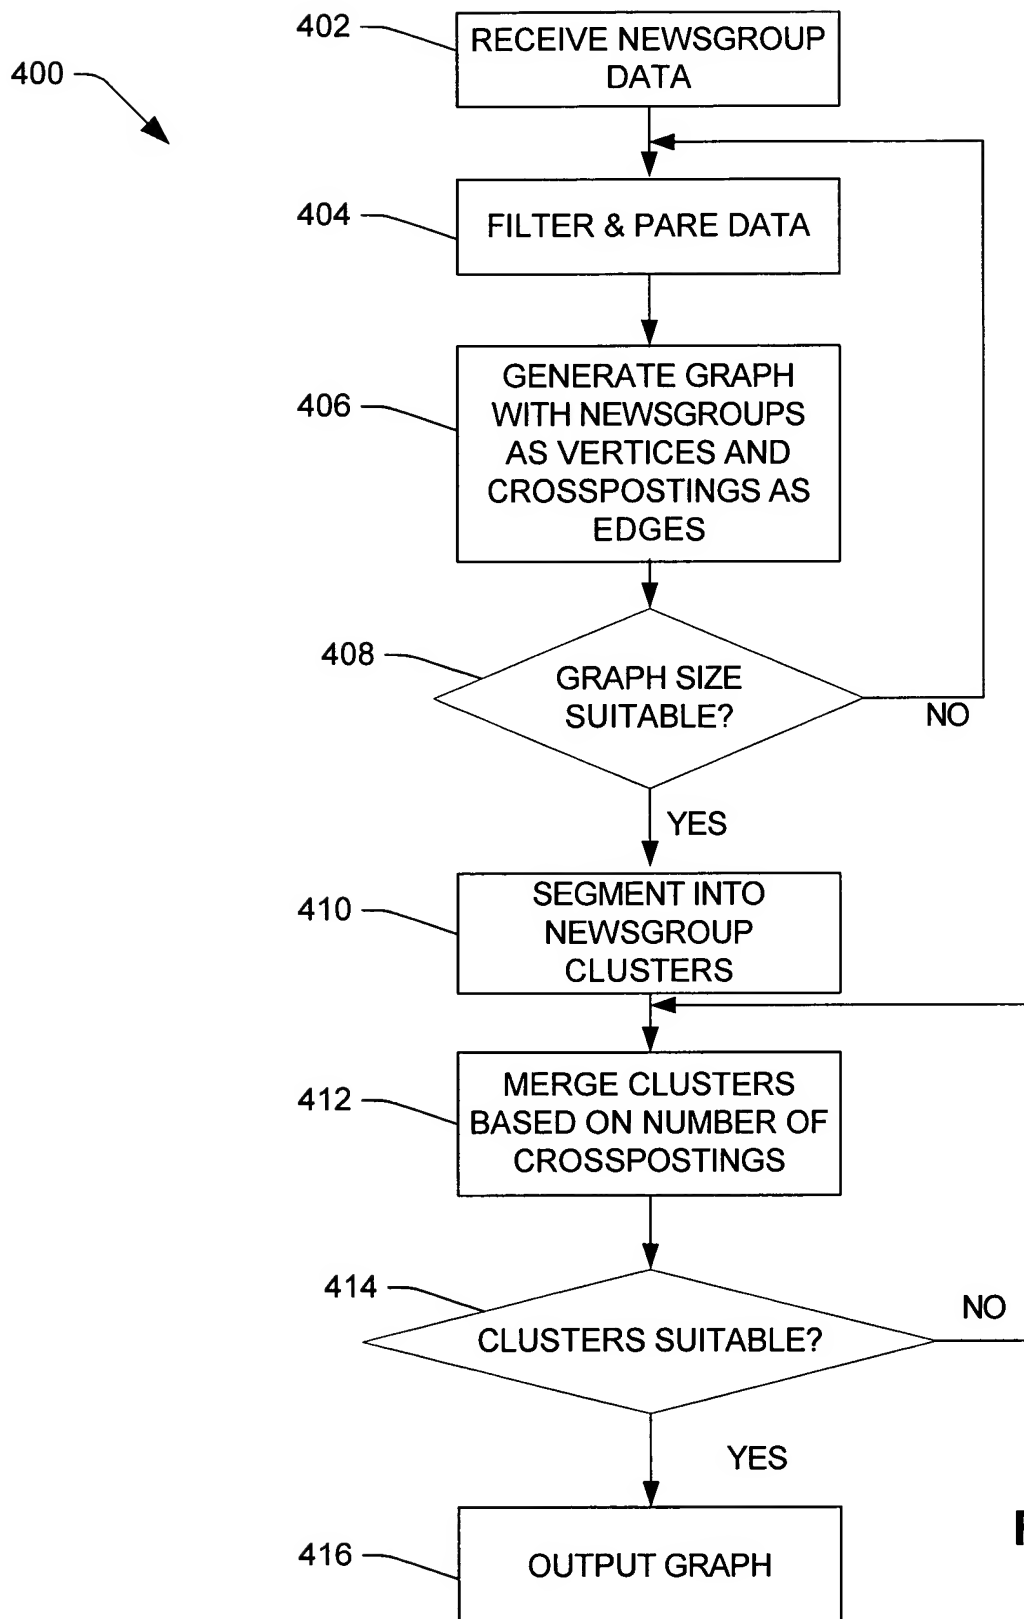 402
RECEIVE NEWSGROUP
DATA
400
404
FILTER & PARE DATA
406
GENERATE GRAPH
WITH NEWSGROUPS
AS VERTICES AND
CROSSPOSTINGS AS
EDGES
408
GRAPH SIZE
SUITABLE?
NO
YES
410
SEGMENT INTO
NEWSGROUP
CLUSTERS
412
MERGE CLUSTERS
BASED ON NUMBER OF
CROSSPOSTINGS
414
CLUSTERS SUITABLE?
NO
YES
416
OUTPUT GRAPH